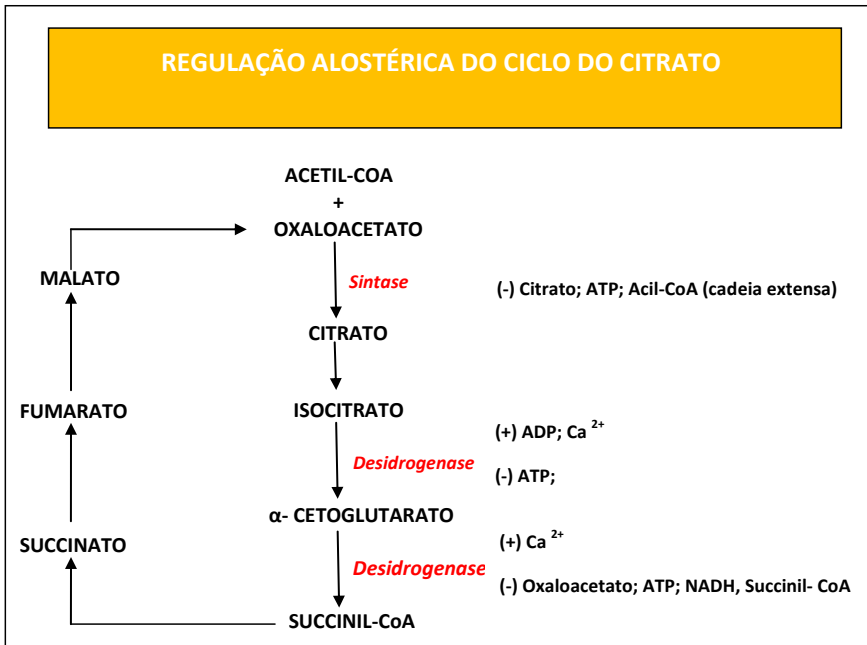 REGULAÇÃO ALOSTÉRICA DO CICLO DO CITRATO
ACETIL-COA
+
OXALOACETATO
MALATO
Sintase
(-) Citrato; ATP; Acil-CoA (cadeia extensa)
CITRATO
FUMARATO
ISOCITRATO
(+) ADP; Ca 2+
Desidrogenase
(-) ATP;
α- CETOGLUTARATO
SUCCINATO
(+) Ca 2+
Desidrogenase
(-) Oxaloacetato; ATP; NADH, Succinil- CoA
SUCCINIL-CoA